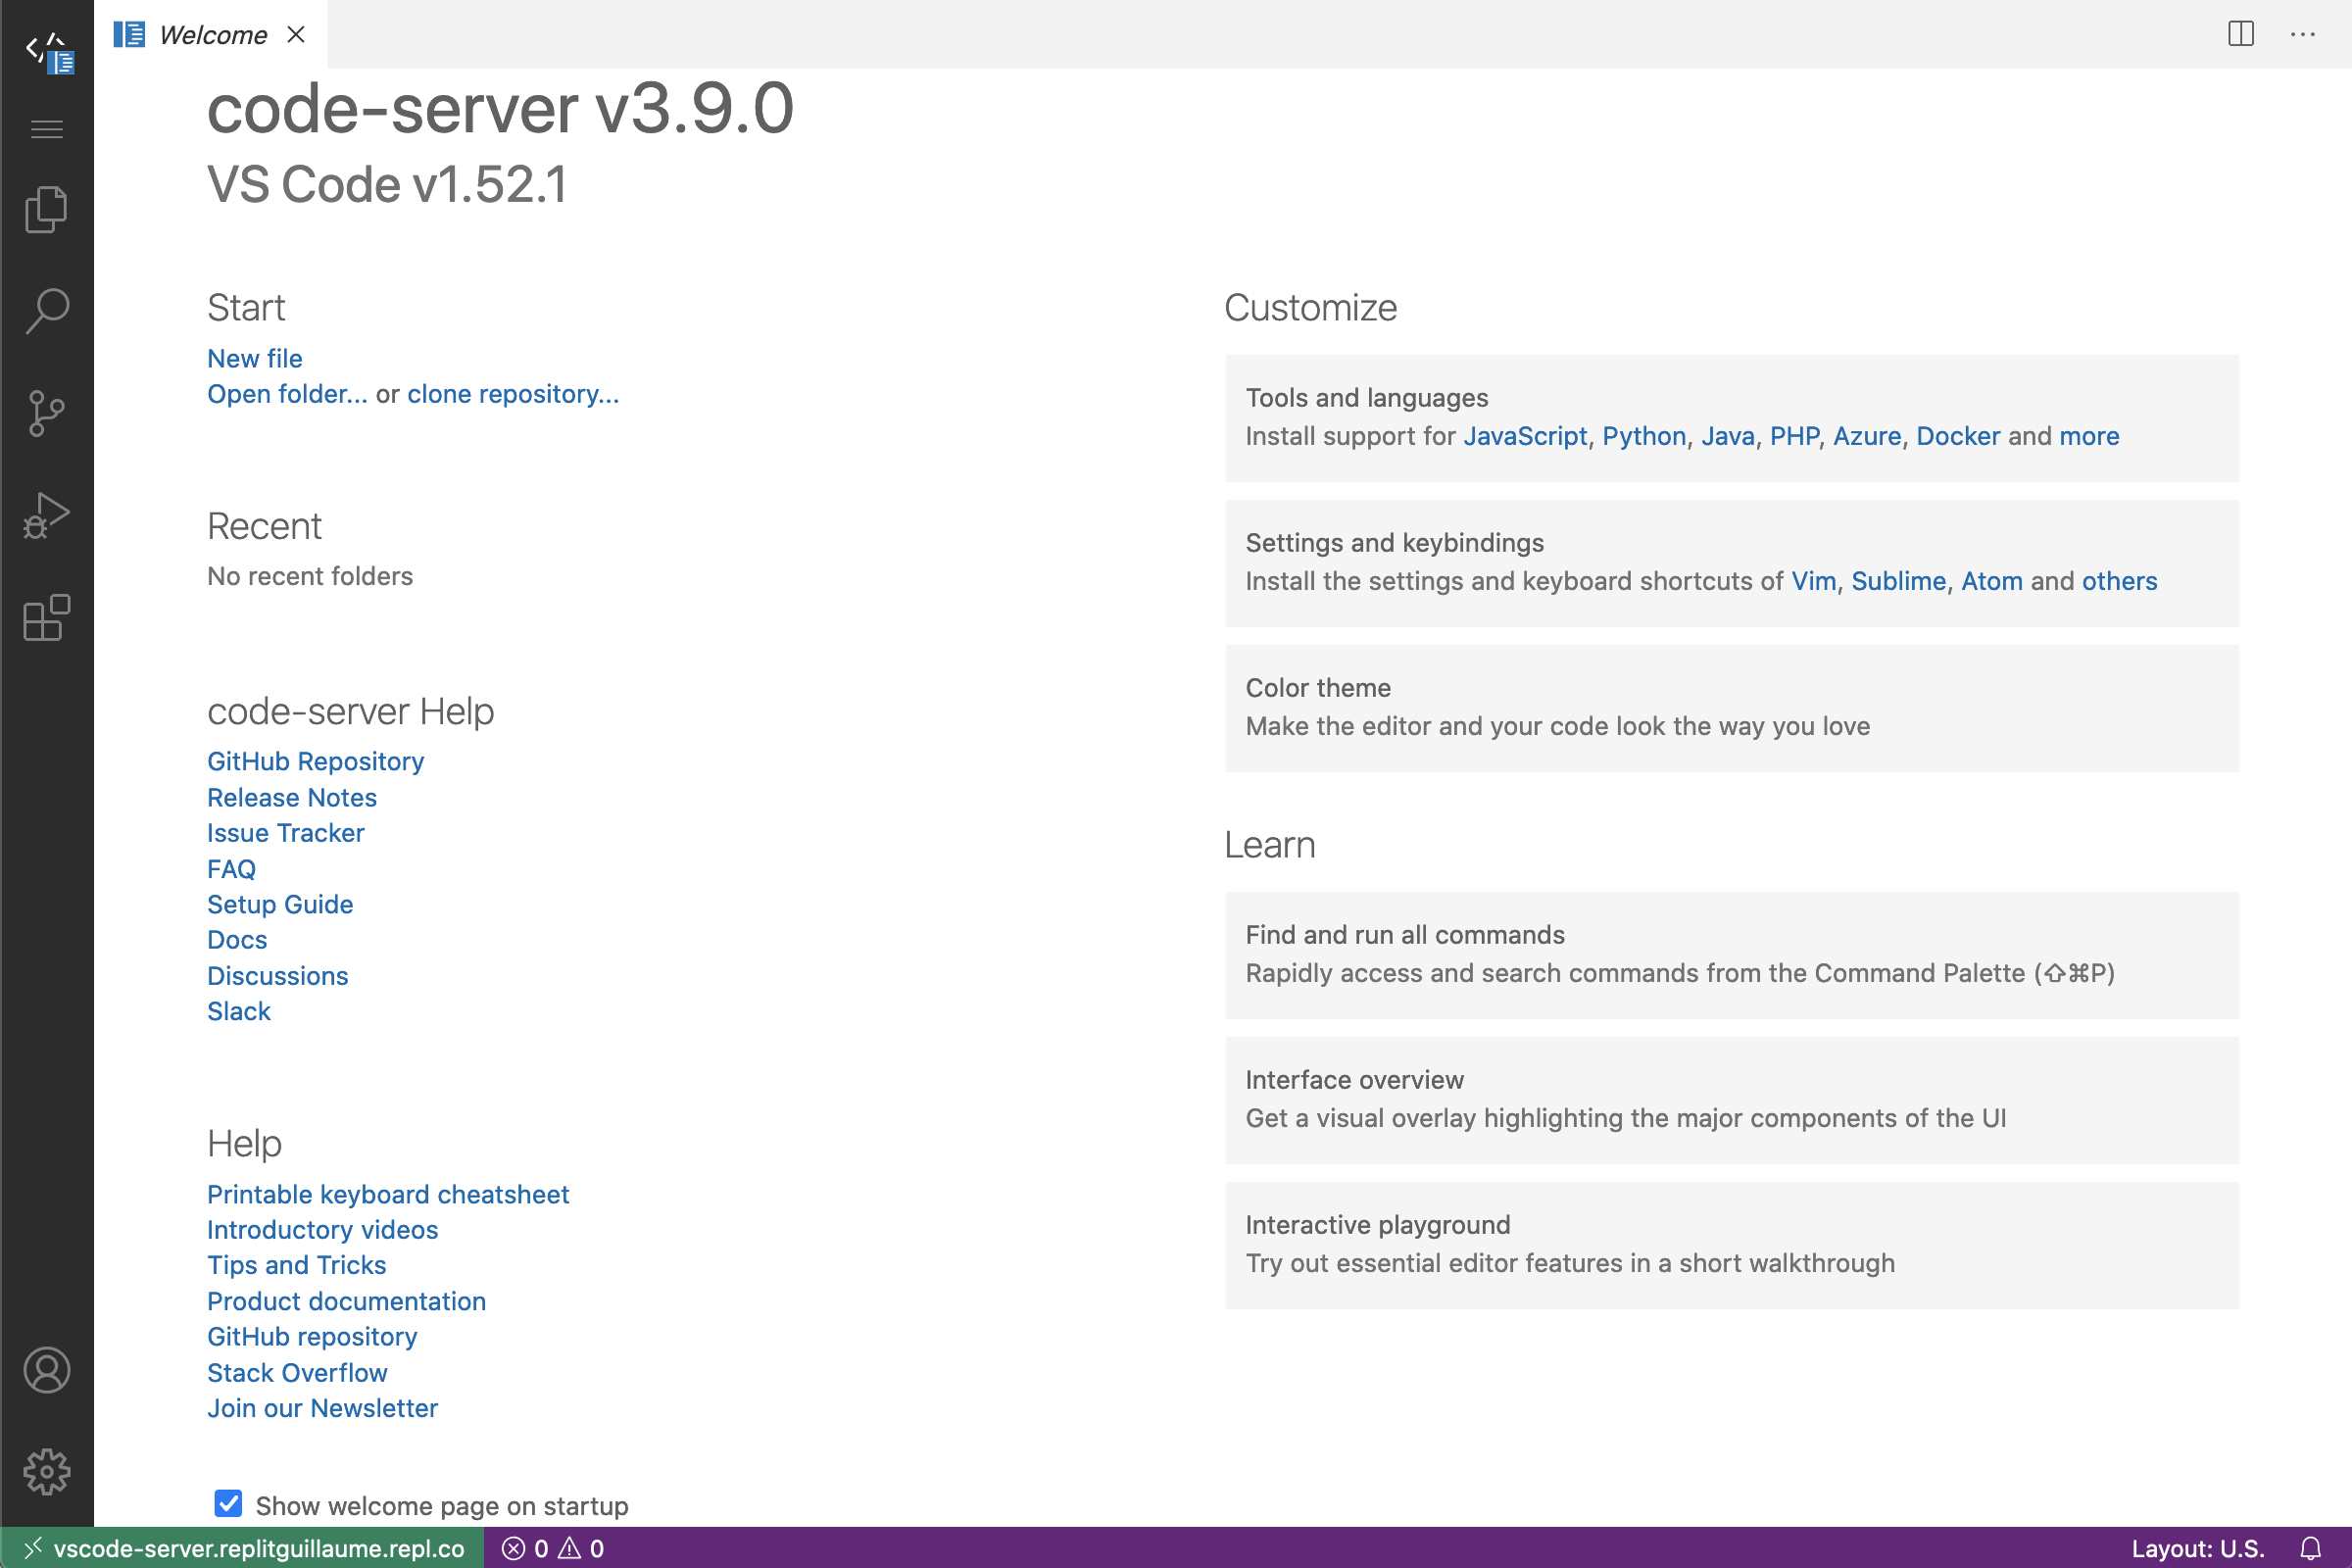 Welcome
code-server v3.9.0
VS Code v1.52.1
Start
New file
Open folder... or clone repository...
Recent
No recent folders
code-server Help
GitHub Repository
Release Notes
Issue Tracker
FAQ
Setup Guide
Docs
Discussions
Slack
Help
Printable keyboard cheatsheet
Introductory videos
Tips and Tricks
Product documentation
GitHub repository
Stack Overflow
Join our Newsletter
Show welcome page on startup
Customize
Tools and languages
Install support for JavaScript, Python, Java, PHP, Azure, Docker and more
Settings and keybindings
Install the settings and keyboard shortcuts of Vim, Sublime, Atom and others
Color theme
Make the editor and your code look the way you love
Learn
Find and run all commands
Rapidly access and search commands from the Command Palette (⇧⌘P)
Interface overview
Get a visual overlay highlighting the major components of the UI
Interactive playground
Try out essential editor features in a short walkthrough
vscode-server.replitguillaume.repl.co 0 0 Layout: U.S.